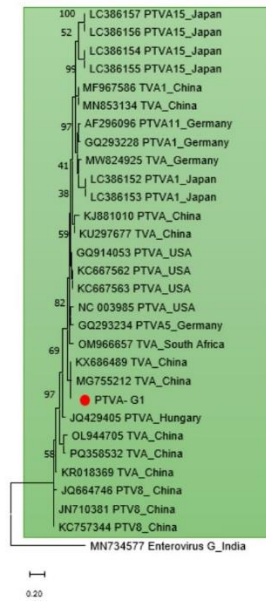 100
LC386157 PTVA15_Japan
52
LC386156 PTVA15_Japan
LC386154 PTVA15_Japan
99
LC386155 PTVA15_Japan
MF967586 TVA1_China
MN853134 TVA_China
97
AF296096 PTVA11_Germany
GQ293228 PTVA1_Germany
41
MW824925 TVA_Germany
LC386152 PTVA1_Japan
38
LC386153 PTVA1_Japan
KJ881010 PTVA_China
59
KU297677 TVA_China
GQ914053 PTVA_USA
KC667562 PTVA_USA
KC667563 PTVA_USA
82
NC 003985 PTVA_USA
GQ293234 PTVA5_Germany
OM966657 TVA_South Africa
69
KX686489 TVA_China
MG755212 TVA_China
97
PTVA- G1
JQ429405 PTVA_Hungary
OL944705 TVA_China
58
PQ358532 TVA_China
KR018369 TVA_China
JQ664746 PTV8_ China
JN710381 PTV8_China
KC757344 PTV8_China
MN734577 Enterovirus G_India
0.20